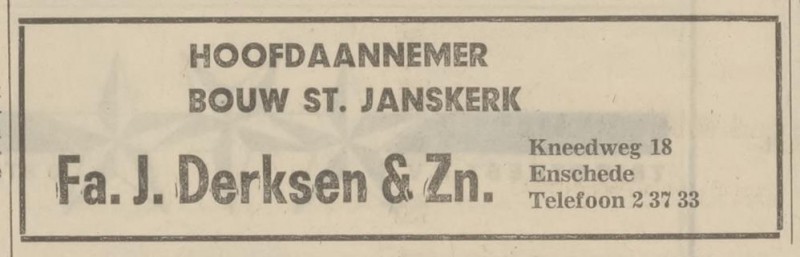 HOOFDAANNEMER
BOUW ST. JANSKERK
Fa. J. Derksen & Zn.
Kneedweg 18
Enschede
Telefoon 2 37 33